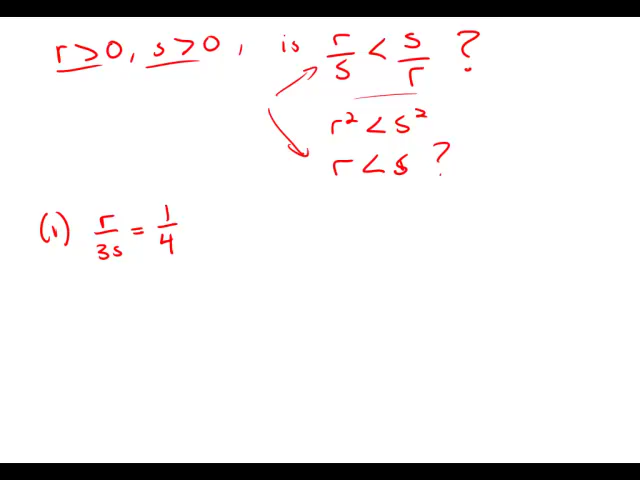 r > 0, s > 0, is r/s < s/r ?
r² < s²
r < s ?
(1) r/3s = 1/4